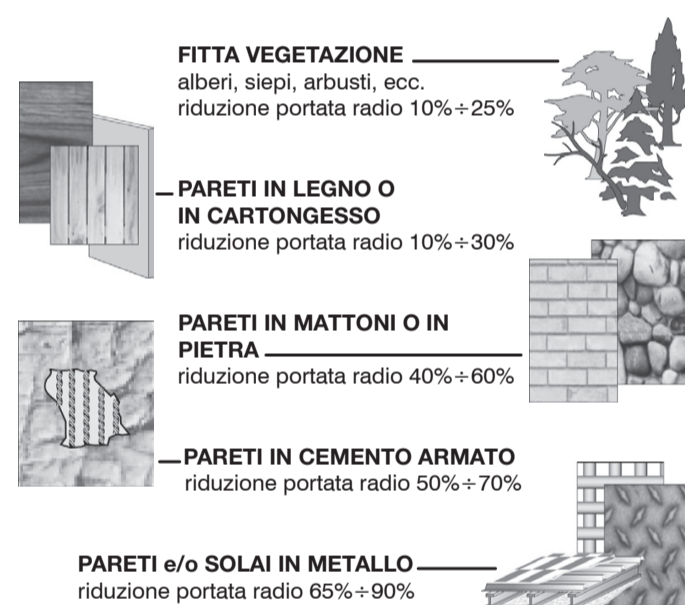 FITTA VEGETAZIONE
alberi, siepi, arbusti, ecc.
riduzione portata radio 10%÷25%
PARETI IN LEGNO O
IN CARTONGESSO
riduzione portata radio 10%÷30%
PARETI IN MATTONI O IN
PIETRA
riduzione portata radio 40%÷60%
PARETI IN CEMENTO ARMATO
riduzione portata radio 50%÷70%
PARETI e/o SOLAI IN METALLO
riduzione portata radio 65%÷90%